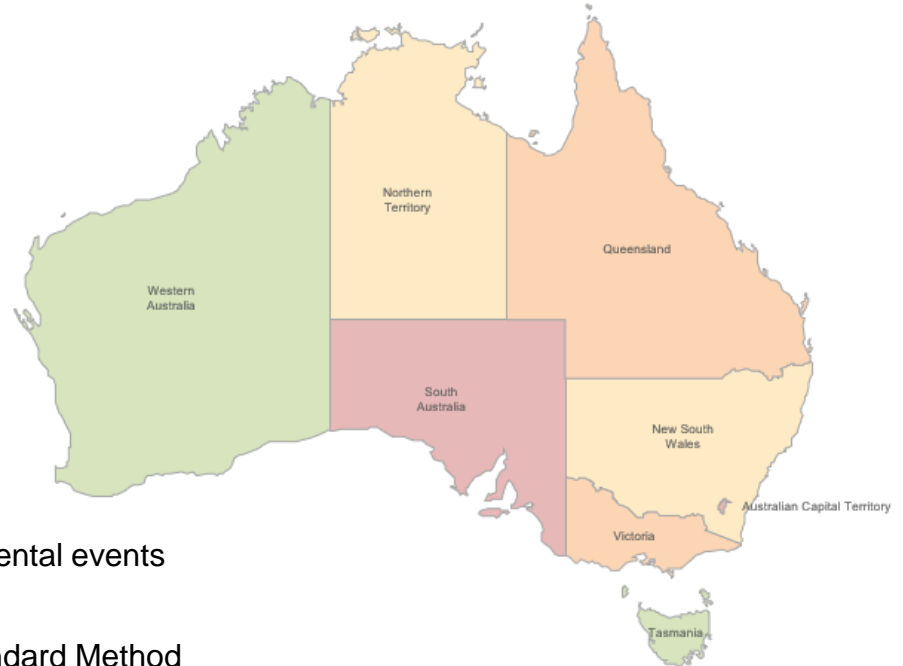 Northern
Territory
Queensland
Western
Australia
South
Australia
New South
Wales
Australian Capital Territory
Victoria
ental events
Tasmania
ndard Method